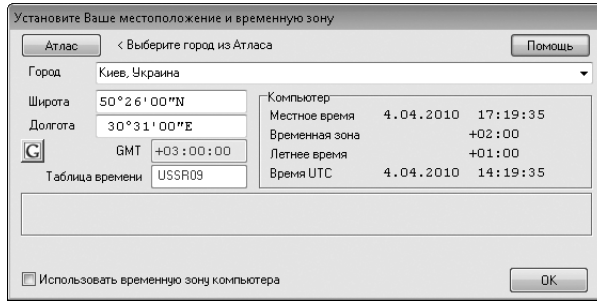 Установите Ваше местоположение и временную зону
Атлас < Выберите город из Атласа Помощь
Город Киев, Украина
Широта 50°26'00"N
Долгота 30°31'00"E
G GMT +03:00:00
Таблица времени USSR09
Компьютер
Местное время 4.04.2010 17:19:35
Временная зона +02:00
Летнее время +01:00
Время UTC 4.04.2010 14:19:35
Использовать временную зону компьютера OK